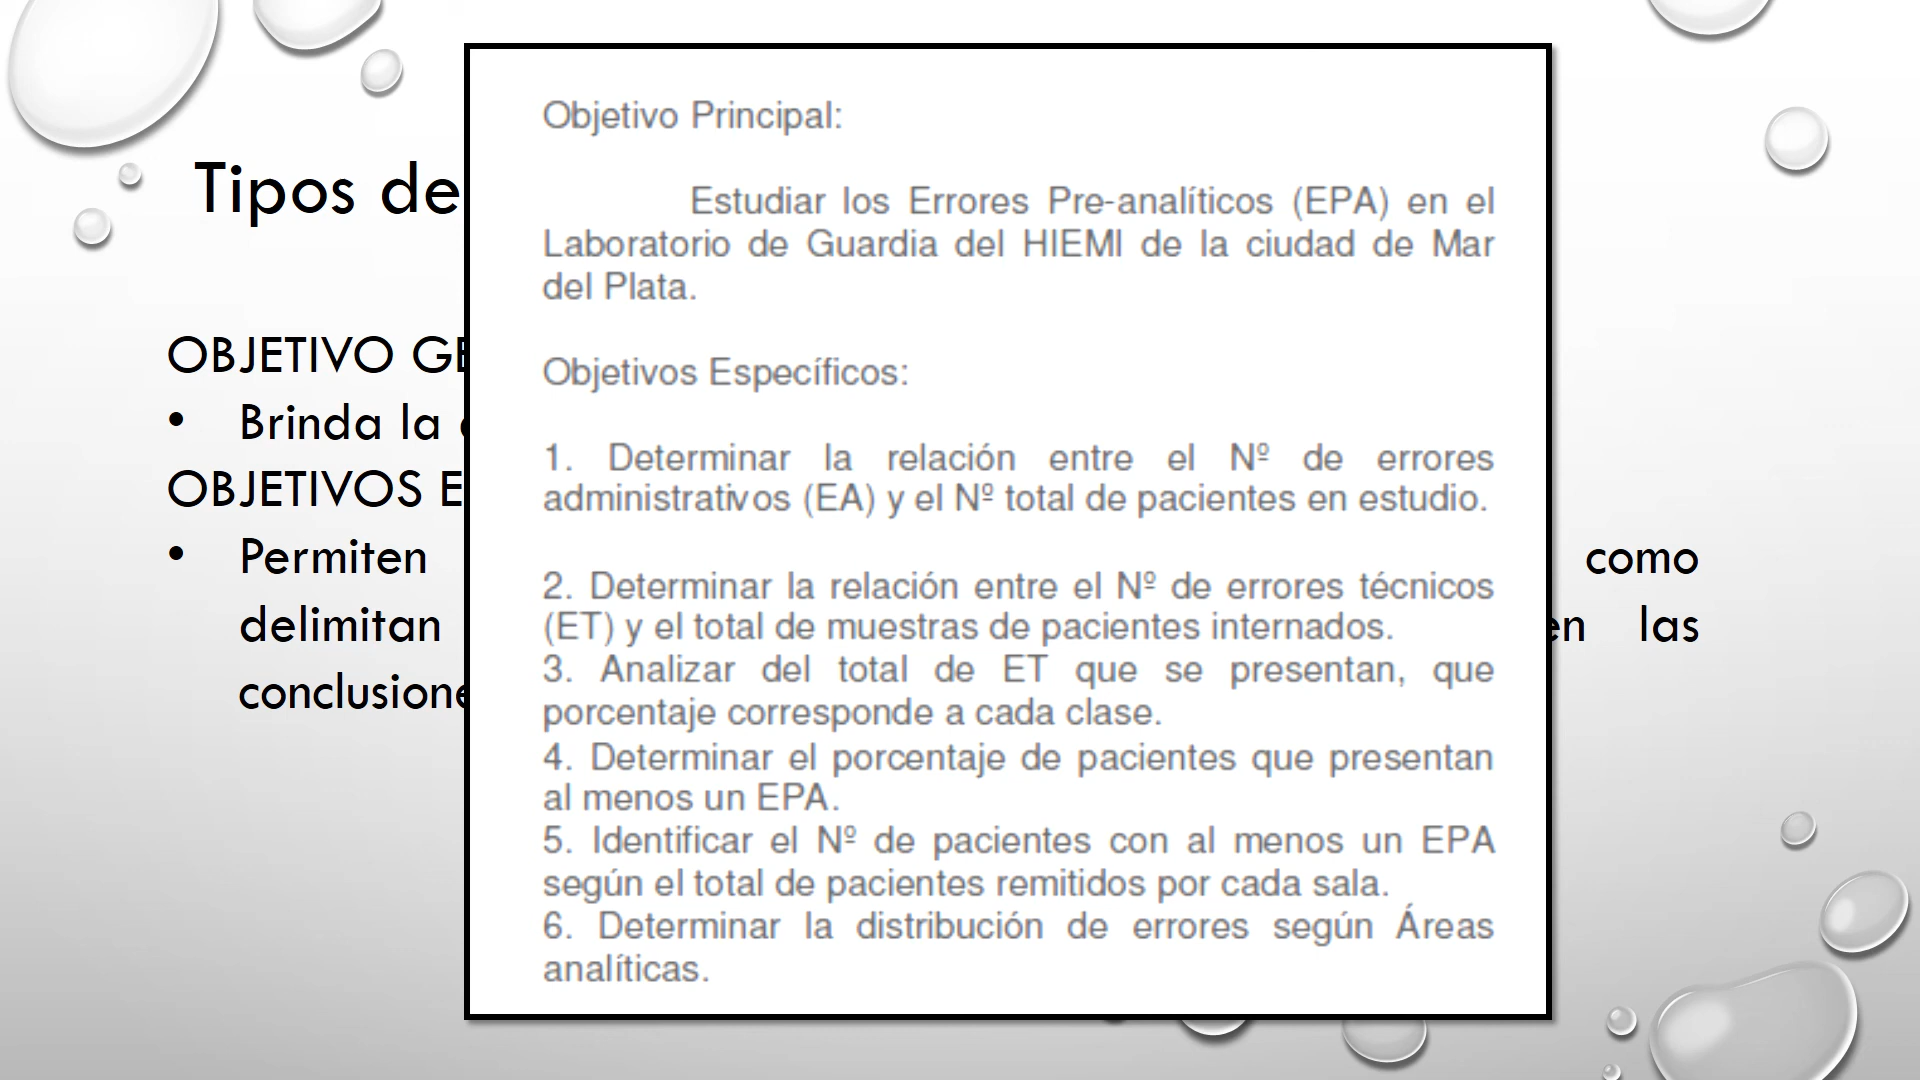 Tipos de
OBJETIVO
• Brinda la
OBJETIVOS
• Permiten como
delimitan las
Objetivo Principal:
Estudiar los Errores Pre-analíticos (EPA) en el
Laboratorio de Guardia del HIEMI de la ciudad de Mar
del Plata.
Objetivos Específicos:
1. Determinar la relación entre el Nº de errores
administrativos (EA) y el Nº total de pacientes en estudio.
2. Determinar la relación entre el Nº de errores técnicos
(ET) y el total de muestras de pacientes internados.
3. Analizar del total de ET que se presentan, que
porcentaje corresponde a cada clase.
4. Determinar el porcentaje de pacientes que presentan
al menos un EPA.
5. Identificar el Nº de pacientes con al menos un EPA
según el total de pacientes remitidos por cada sala.
6. Determinar la distribución de errores según Áreas
analíticas.